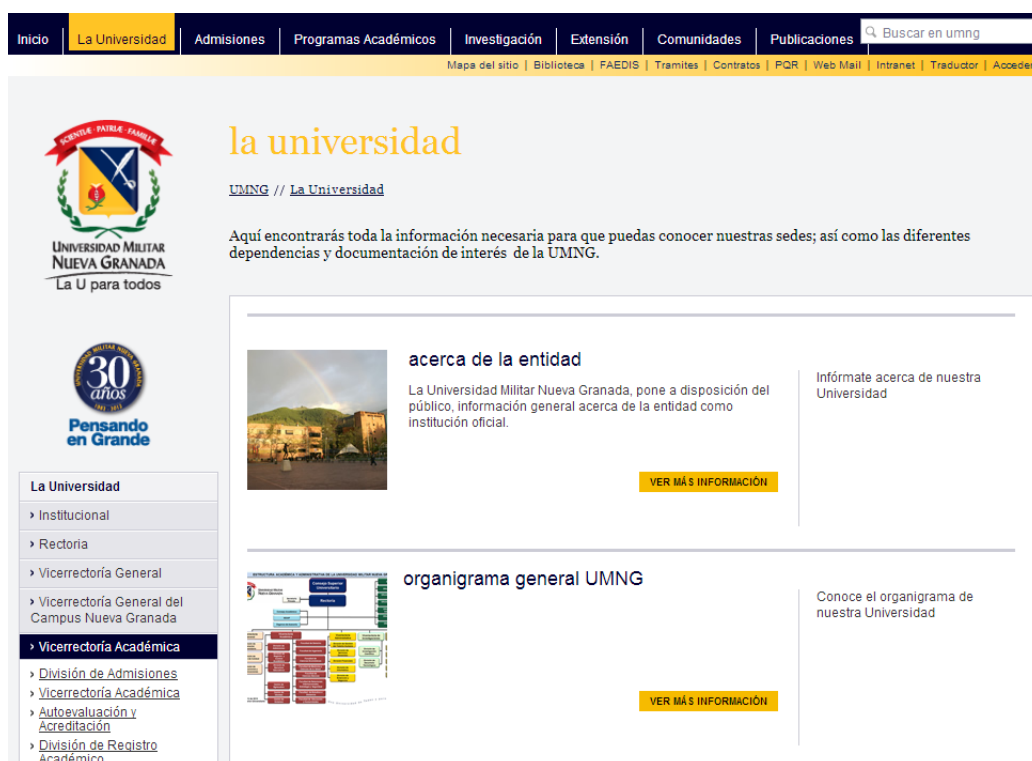 Inicio
La Universidad
Admisiones
Programas Académicos
Investigación
Extensión
Comunidades
Publicaciones
Buscar en umng
Mapa del sitio | Biblioteca | FAEDIS | Tramites | Contratos | PQR | Web Mail | Intranet | Traductor | Acceder
SCIENTIÆ - PATRIÆ - FAMILIÆ
UNIVERSIDAD MILITAR
NUEVA GRANADA
La U para todos
la universidad
UMNG // La Universidad
Aquí encontrarás toda la información necesaria para que puedas conocer nuestras sedes; así como las diferentes
dependencias y documentación de interés de la UMNG.
30
años
Pensando
en Grande
acerca de la entidad
La Universidad Militar Nueva Granada, pone a disposición del
público, información general acerca de la entidad como
institución oficial.
VER MÁS INFORMACIÓN
Infórmate acerca de nuestra
Universidad
organigrama general UMNG
VER MÁS INFORMACIÓN
Conoce el organigrama de
nuestra Universidad
La Universidad
› Institucional
› Rectoria
› Vicerrectoría General
› Vicerrectoría General del
Campus Nueva Granada
› Vicerrectoría Académica
› División de Admisiones
› Vicerrectoría Académica
› Autoevaluación y
Acreditación
› División de Registro
Académico